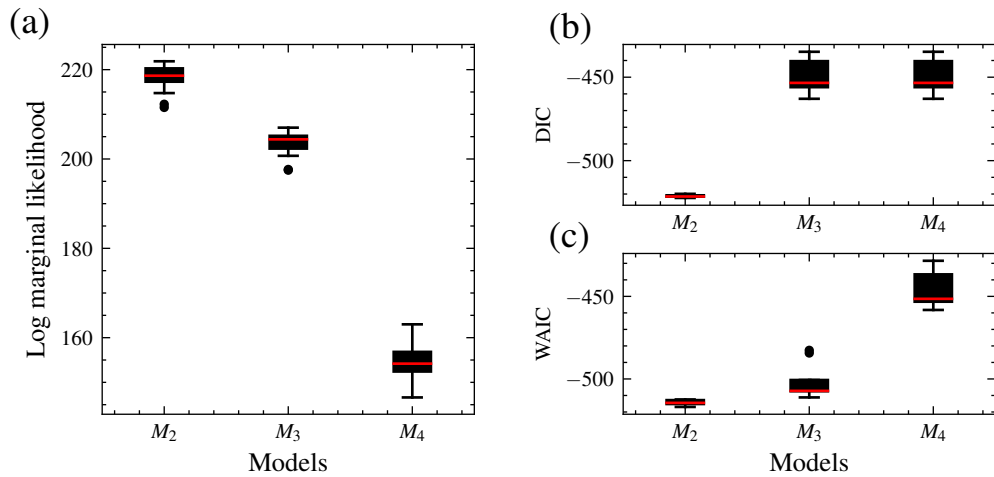 (a)
Log marginal likelihood
220
200
180
160
M₂
M₃
M₄
Models
(b)
DIC
−450
−500
M₂
M₃
M₄
(c)
WAIC
−450
−500
M₂
M₃
M₄
Models